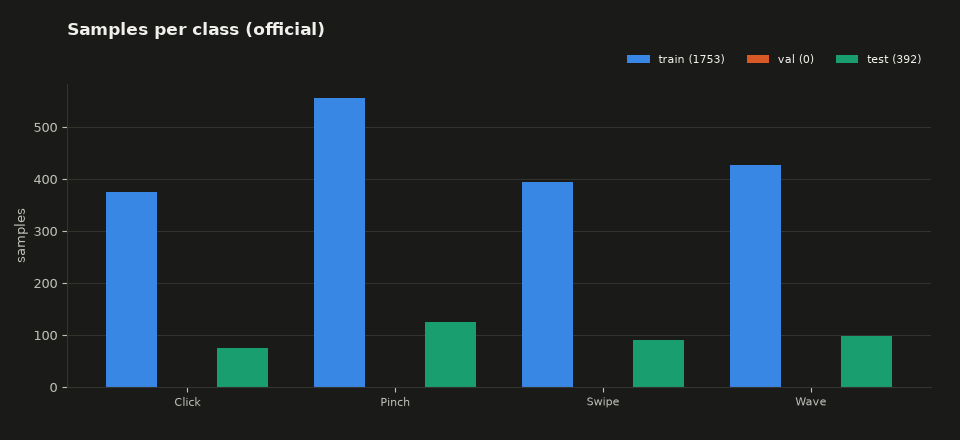 Samples per class (official)
train (1753) val (0) test (392)
500
400
300
200
100
0
samples
Click Pinch Swipe Wave